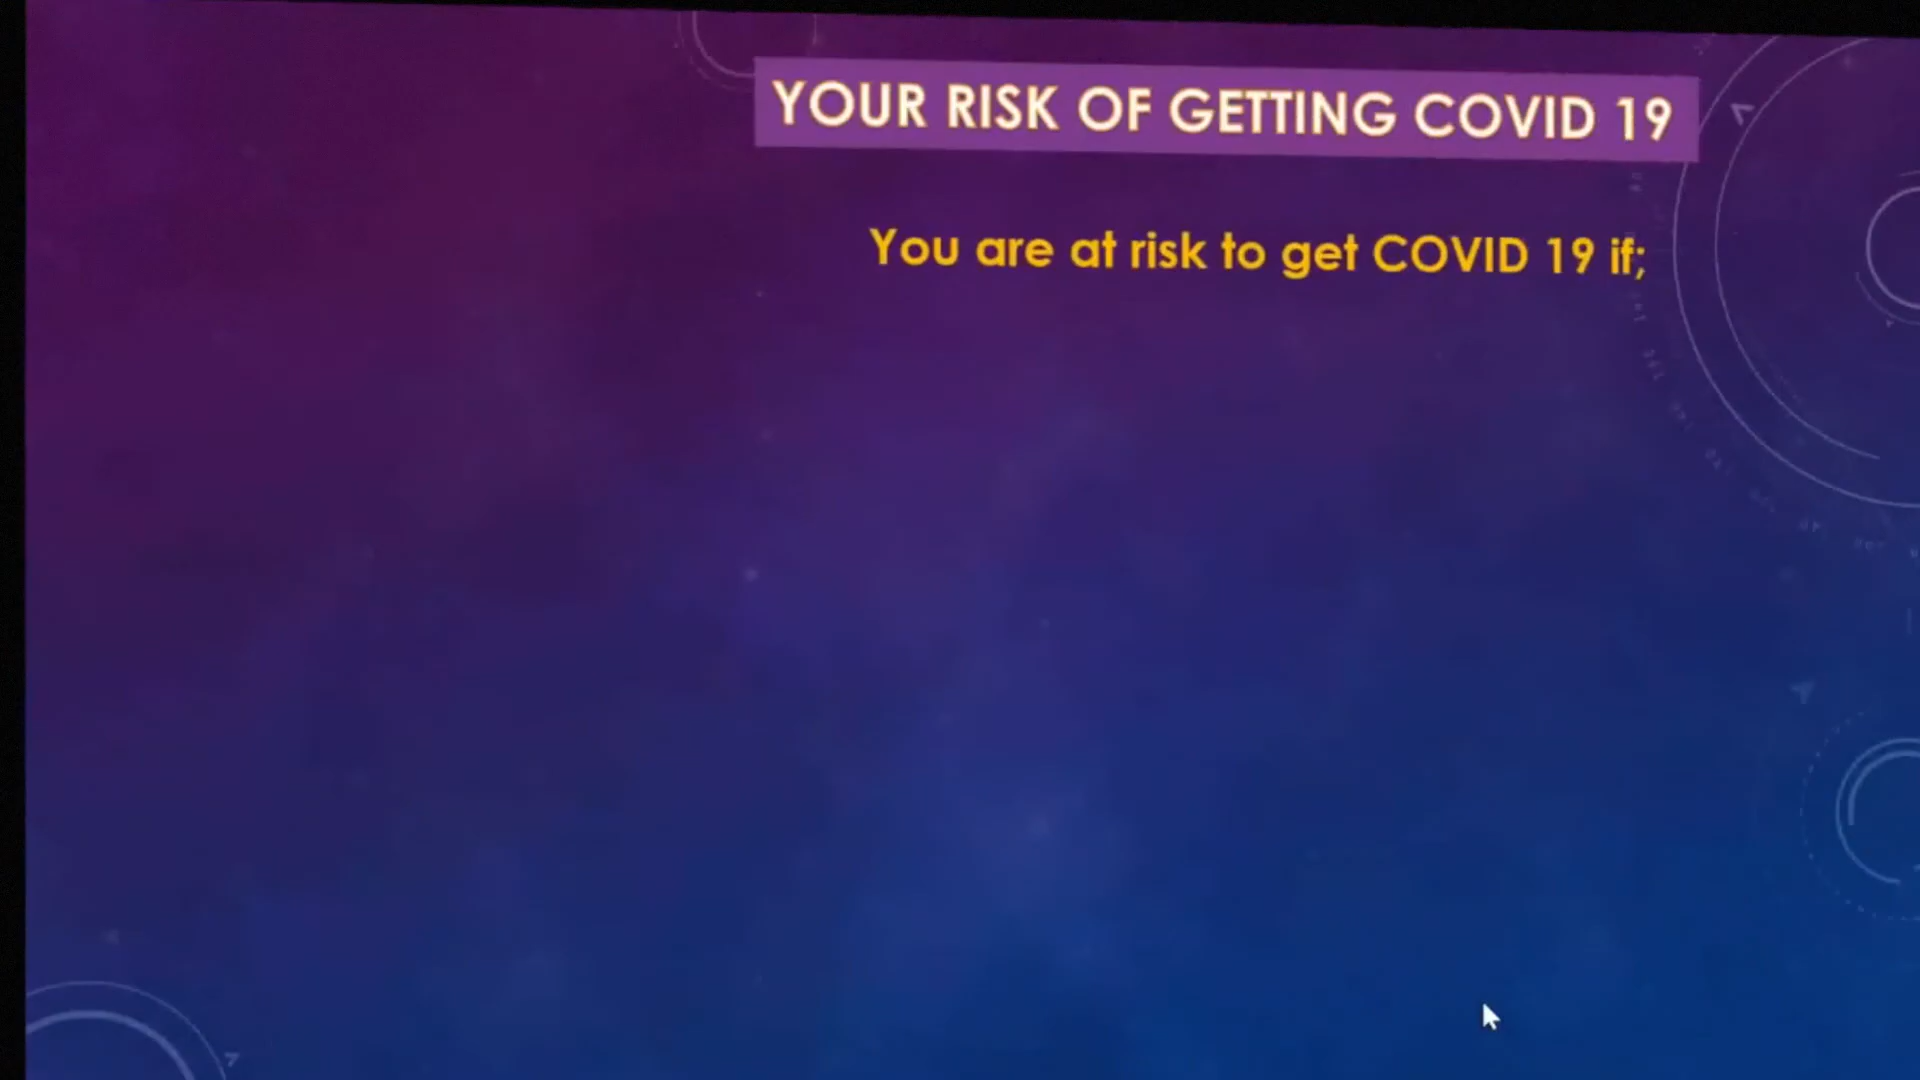 YOUR RISK OF GETTING COVID 19
You are at risk to get COVID 19 if;